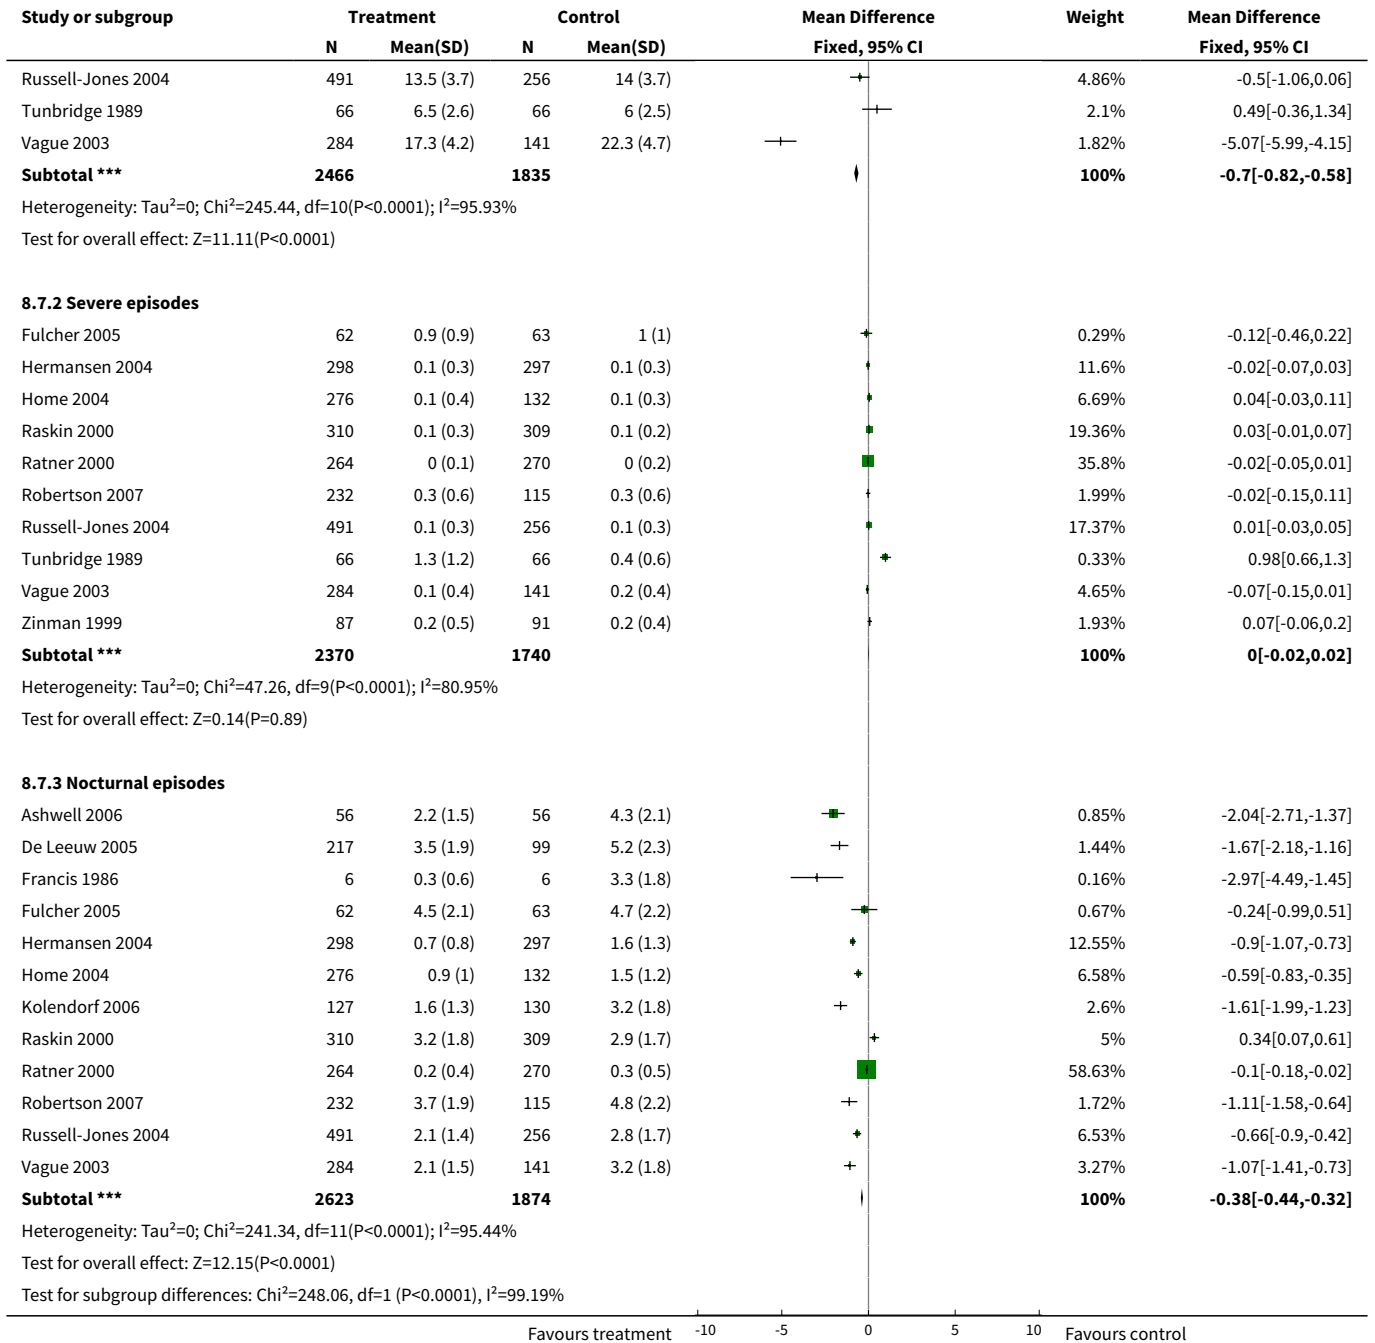 Study or subgroup Treatment Control Mean Difference Weight Mean Difference
N Mean(SD) N Mean(SD) Fixed, 95% CI Fixed, 95% CI
Russell-Jones 2004 491 13.5 (3.7) 256 14 (3.7) 4.86% -0.5[-1.06,0.06]
Tunbridge 1989 66 6.5 (2.6) 66 6 (2.5) 2.1% 0.49[-0.36,1.34]
Vague 2003 284 17.3 (4.2) 141 22.3 (4.7) 1.82% -5.07[-5.99,-4.15]
Subtotal *** 2466 1835 100% -0.7[-0.82,-0.58]
Heterogeneity: Tau²=0; Chi²=245.44, df=10(P<0.0001); I²=95.93%
Test for overall effect: Z=11.11(P<0.0001)
8.7.2 Severe episodes
Fulcher 2005 62 0.9 (0.9) 63 1 (1) 0.29% -0.12[-0.46,0.22]
Hermansen 2004 298 0.1 (0.3) 297 0.1 (0.3) 11.6% -0.02[-0.07,0.03]
Home 2004 276 0.1 (0.4) 132 0.1 (0.3) 6.69% 0.04[-0.03,0.11]
Raskin 2000 310 0.1 (0.3) 309 0.1 (0.2) 19.36% 0.03[-0.01,0.07]
Ratner 2000 264 0 (0.1) 270 0 (0.2) 35.8% -0.02[-0.05,0.01]
Robertson 2007 232 0.3 (0.6) 115 0.3 (0.6) 1.99% -0.02[-0.15,0.11]
Russell-Jones 2004 491 0.1 (0.3) 256 0.1 (0.3) 17.37% 0.01[-0.03,0.05]
Tunbridge 1989 66 1.3 (1.2) 66 0.4 (0.6) 0.33% 0.98[0.66,1.3]
Vague 2003 284 0.1 (0.4) 141 0.2 (0.4) 4.65% -0.07[-0.15,0.01]
Zinman 1999 87 0.2 (0.5) 91 0.2 (0.4) 1.93% 0.07[-0.06,0.2]
Subtotal *** 2370 1740 100% 0[-0.02,0.02]
Heterogeneity: Tau²=0; Chi²=47.26, df=9(P<0.0001); I²=80.95%
Test for overall effect: Z=0.14(P=0.89)
8.7.3 Nocturnal episodes
Ashwell 2006 56 2.2 (1.5) 56 4.3 (2.1) 0.85% -2.04[-2.71,-1.37]
De Leeuw 2005 217 3.5 (1.9) 99 5.2 (2.3) 1.44% -1.67[-2.18,-1.16]
Francis 1986 6 0.3 (0.6) 6 3.3 (1.8) 0.16% -2.97[-4.49,-1.45]
Fulcher 2005 62 4.5 (2.1) 63 4.7 (2.2) 0.67% -0.24[-0.99,0.51]
Hermansen 2004 298 0.7 (0.8) 297 1.6 (1.3) 12.55% -0.9[-1.07,-0.73]
Home 2004 276 0.9 (1) 132 1.5 (1.2) 6.58% -0.59[-0.83,-0.35]
Kolendorf 2006 127 1.6 (1.3) 130 3.2 (1.8) 2.6% -1.61[-1.99,-1.23]
Raskin 2000 310 3.2 (1.8) 309 2.9 (1.7) 5% 0.34[0.07,0.61]
Ratner 2000 264 0.2 (0.4) 270 0.3 (0.5) 58.63% -0.1[-0.18,-0.02]
Robertson 2007 232 3.7 (1.9) 115 4.8 (2.2) 1.72% -1.11[-1.58,-0.64]
Russell-Jones 2004 491 2.1 (1.4) 256 2.8 (1.7) 6.53% -0.66[-0.9,-0.42]
Vague 2003 284 2.1 (1.5) 141 3.2 (1.8) 3.27% -1.07[-1.41,-0.73]
Subtotal *** 2623 1874 100% -0.38[-0.44,-0.32]
Heterogeneity: Tau²=0; Chi²=241.34, df=11(P<0.0001); I²=95.44%
Test for overall effect: Z=12.15(P<0.0001)
Test for subgroup differences: Chi²=248.06, df=1 (P<0.0001), I²=99.19%
Favours treatment -10 -5 0 5 10 Favours control